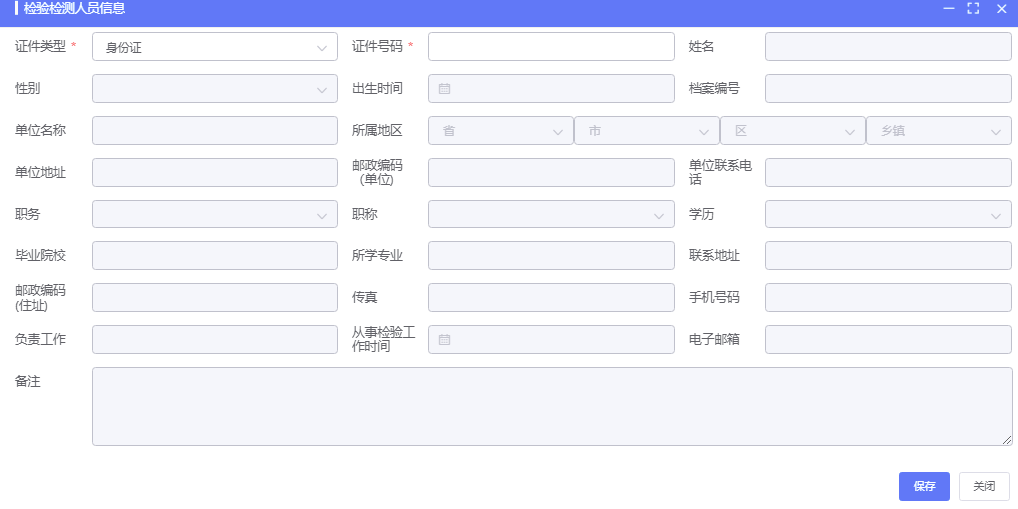 检验检测人员信息
证件类型 * 身份证 证件号码 * 姓名
性别 出生时间 档案编号
单位名称 所属地区 省 市 区 乡镇
单位地址 邮政编码 单位联系电
（单位) 话
职务 职称 学历
毕业院校 所学专业 联系地址
邮政编码
(住址) 传真 手机号码
负责工作 从事检验工 电子邮箱
作时间
备注
保存 关闭